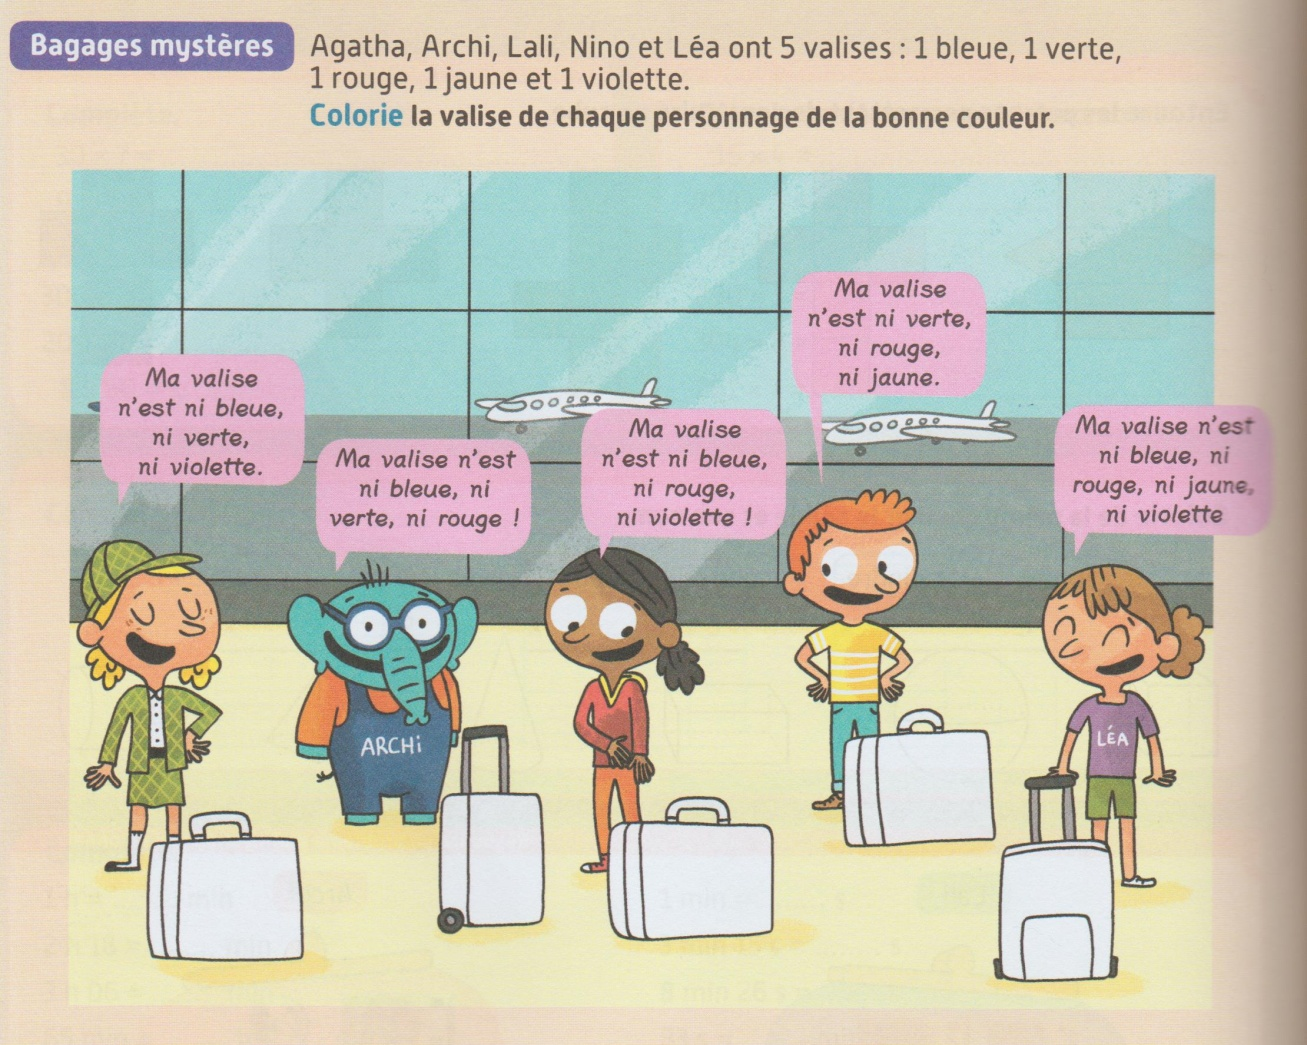 Bagages mystères
Agatha, Archi, Lali, Nino et Léa ont 5 valises : 1 bleue, 1 verte,
1 rouge, 1 jaune et 1 violette.
Colorie la valise de chaque personnage de la bonne couleur.
Ma valise
n'est ni bleue,
ni verte,
ni violette.
Ma valise n'est
ni bleue, ni
verte, ni rouge !
Ma valise
n'est ni bleue,
ni rouge,
ni violette !
Ma valise
n'est ni verte,
ni rouge,
ni jaune.
Ma valise n'est
ni bleue, ni
rouge, ni jaune,
ni violette
ARCHi
LÉA